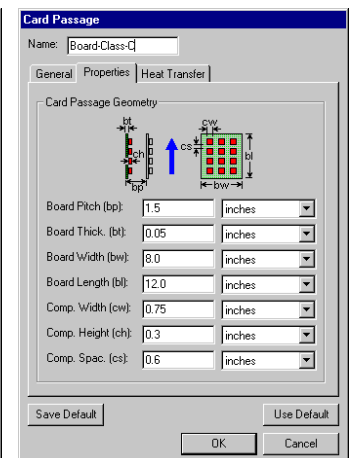 Card Passage
Name: Board-Class-C
General Properties Heat Transfer
Card Passage Geometry
bt cw
cs
ch bl
bp bw
Board Pitch (bp): 1.5 inches
Board Thick. (bt): 0.05 inches
Board Width (bw): 8.0 inches
Board Length (bl): 12.0 inches
Comp. Width (cw): 0.75 inches
Comp. Height (ch): 0.3 inches
Comp. Spac. (cs): 0.6 inches
Save Default Use Default
OK Cancel